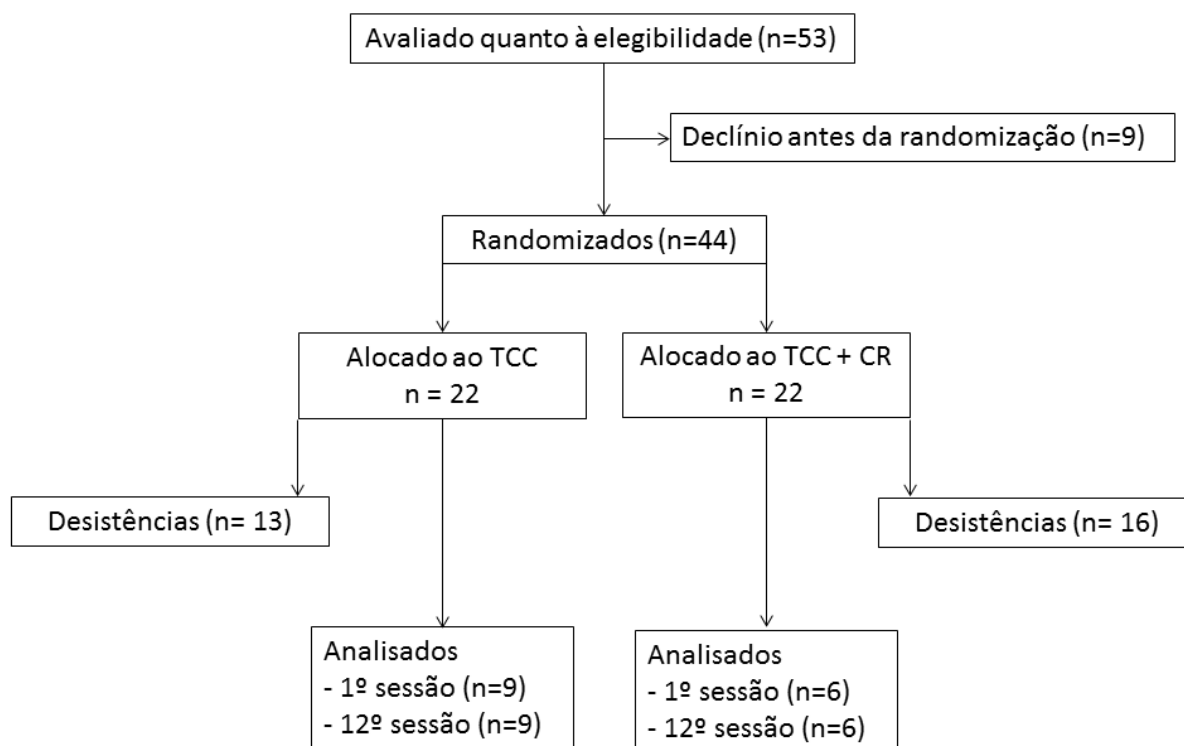 Avaliado quanto à elegibilidade (n=53)
Declínio antes da randomização (n=9)
Randomizados (n=44)
Alocado ao TCC
n = 22
Alocado ao TCC + CR
n = 22
Desistências (n= 13)
Desistências (n= 16)
Analisados
- 1º sessão (n=9)
- 12º sessão (n=9)
Analisados
- 1º sessão (n=6)
- 12º sessão (n=6)